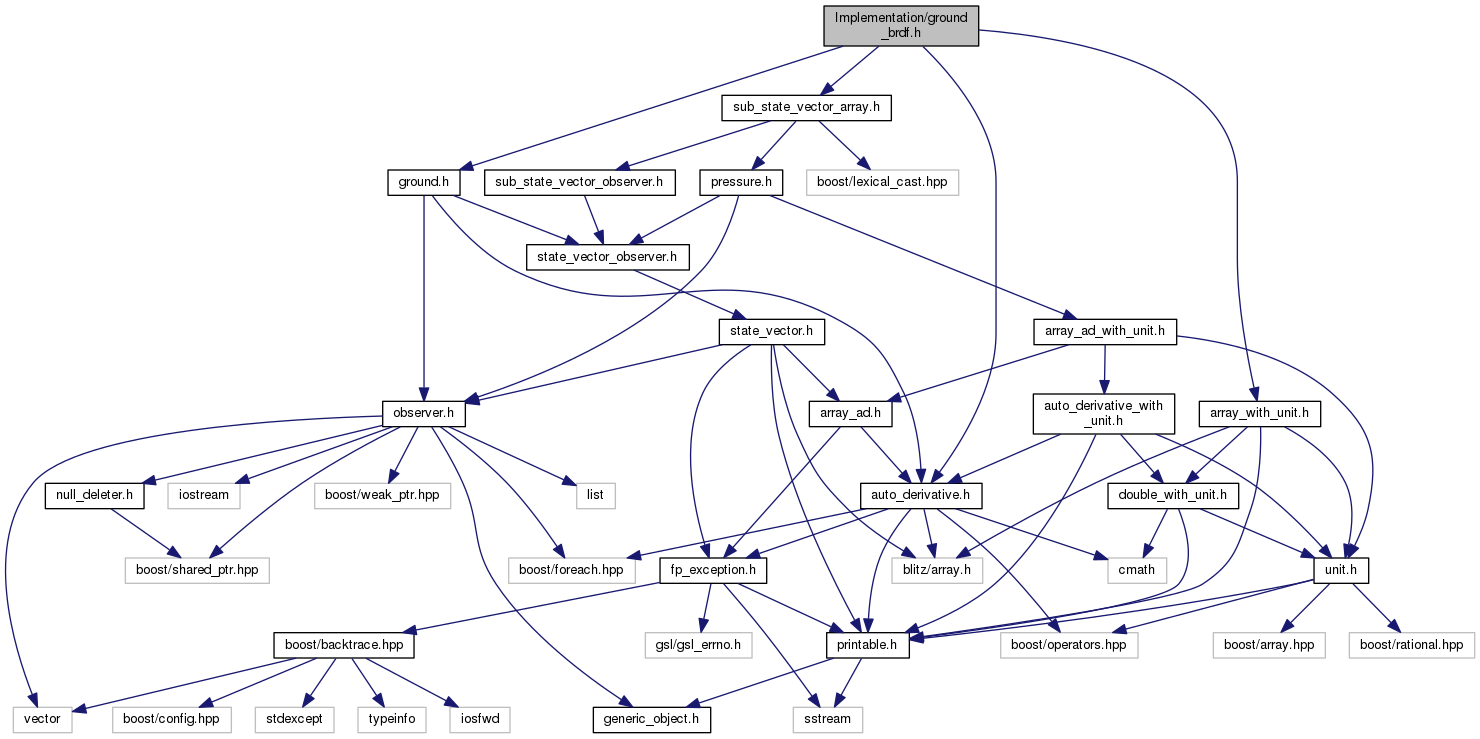 Implementation/ground
_brdf.h
sub_state_vector_array.h
ground.h
sub_state_vector_observer.h
pressure.h
boost/lexical_cast.hpp
state_vector_observer.h
state_vector.h
array_ad_with_unit.h
observer.h
array_ad.h
auto_derivative_with
_unit.h
array_with_unit.h
null_deleter.h
iostream
boost/weak_ptr.hpp
list
auto_derivative.h
double_with_unit.h
boost/shared_ptr.hpp
boost/foreach.hpp
fp_exception.h
blitz/array.h
cmath
unit.h
boost/backtrace.hpp
gsl/gsl_errno.h
printable.h
boost/operators.hpp
boost/array.hpp
boost/rational.hpp
vector
boost/config.hpp
stdexcept
typeinfo
iosfwd
generic_object.h
sstream